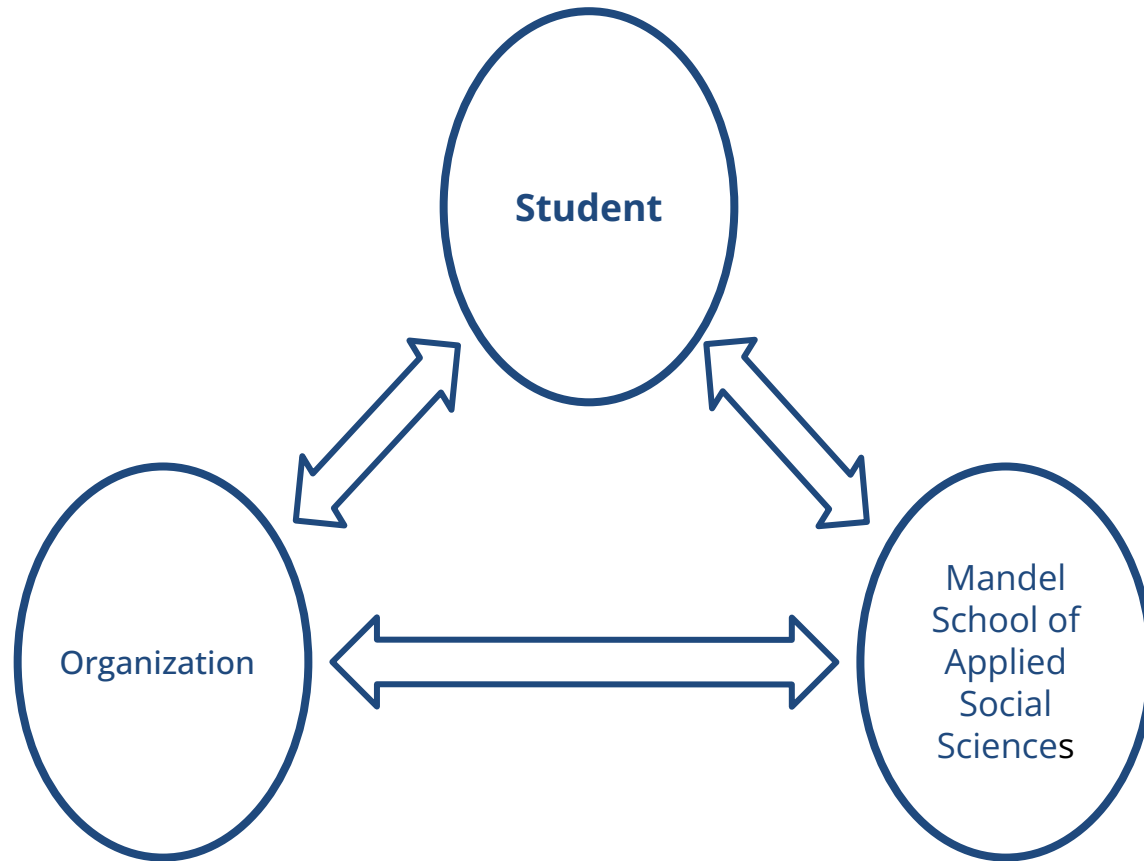 Student
Organization
Mandel
School of
Applied
Social
Sciences